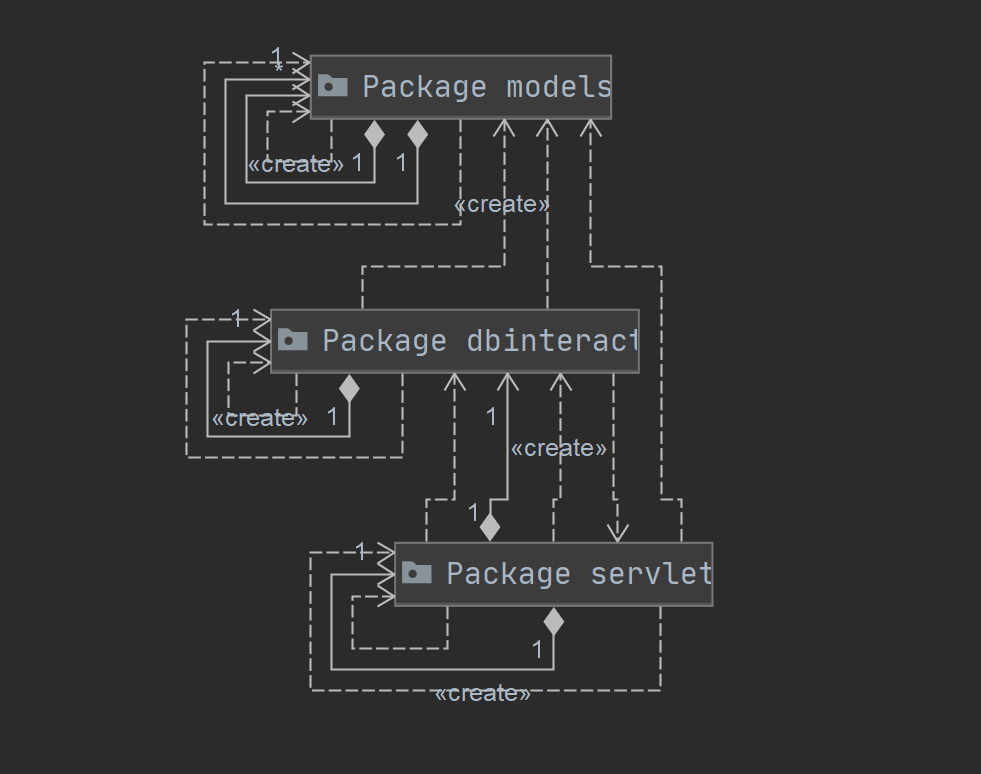 1
*
Package models
«create» 1 1
«create»
1
Package dbinteract
1
«create»
1
«create»
1
1
Package servlet
1
«create»